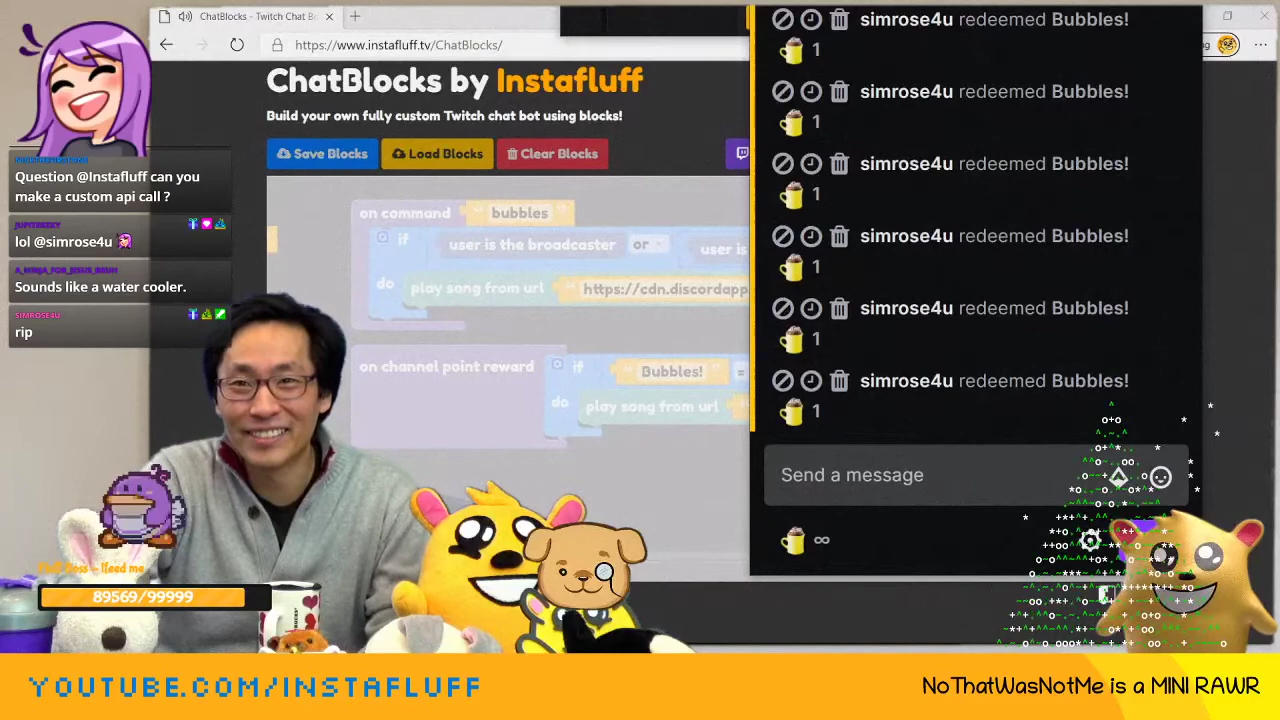 ChatBlocks - Twitch Chat B
https://www.instafluff.tv/ChatBlocks/
ChatBlocks by Instafluff
Build your own fully custom Twitch chat bot using blocks!
Save Blocks
Load Blocks
Clear Blocks
on command " bubbles
if user is the broadcaster or user is
do play song from url " https://cdn.discordapp
on channel point reward
if " Bubbles! " =
do play song from url
Question @Instafluff can you
make a custom api call ?
JUPITERSKY
lol @simrose4u
A_NINJA_FOR_JESUS_BRUH
Sounds like a water cooler.
SIMROSE4U
rip
simrose4u redeemed Bubbles!
1
simrose4u redeemed Bubbles!
1
simrose4u redeemed Bubbles!
1
simrose4u redeemed Bubbles!
1
simrose4u redeemed Bubbles!
1
simrose4u redeemed Bubbles!
1
Send a message
∞
89569/99999
YOUTUBE.COM/INSTAFLUFF
NoThatWasNotMe is a MINI RAWR